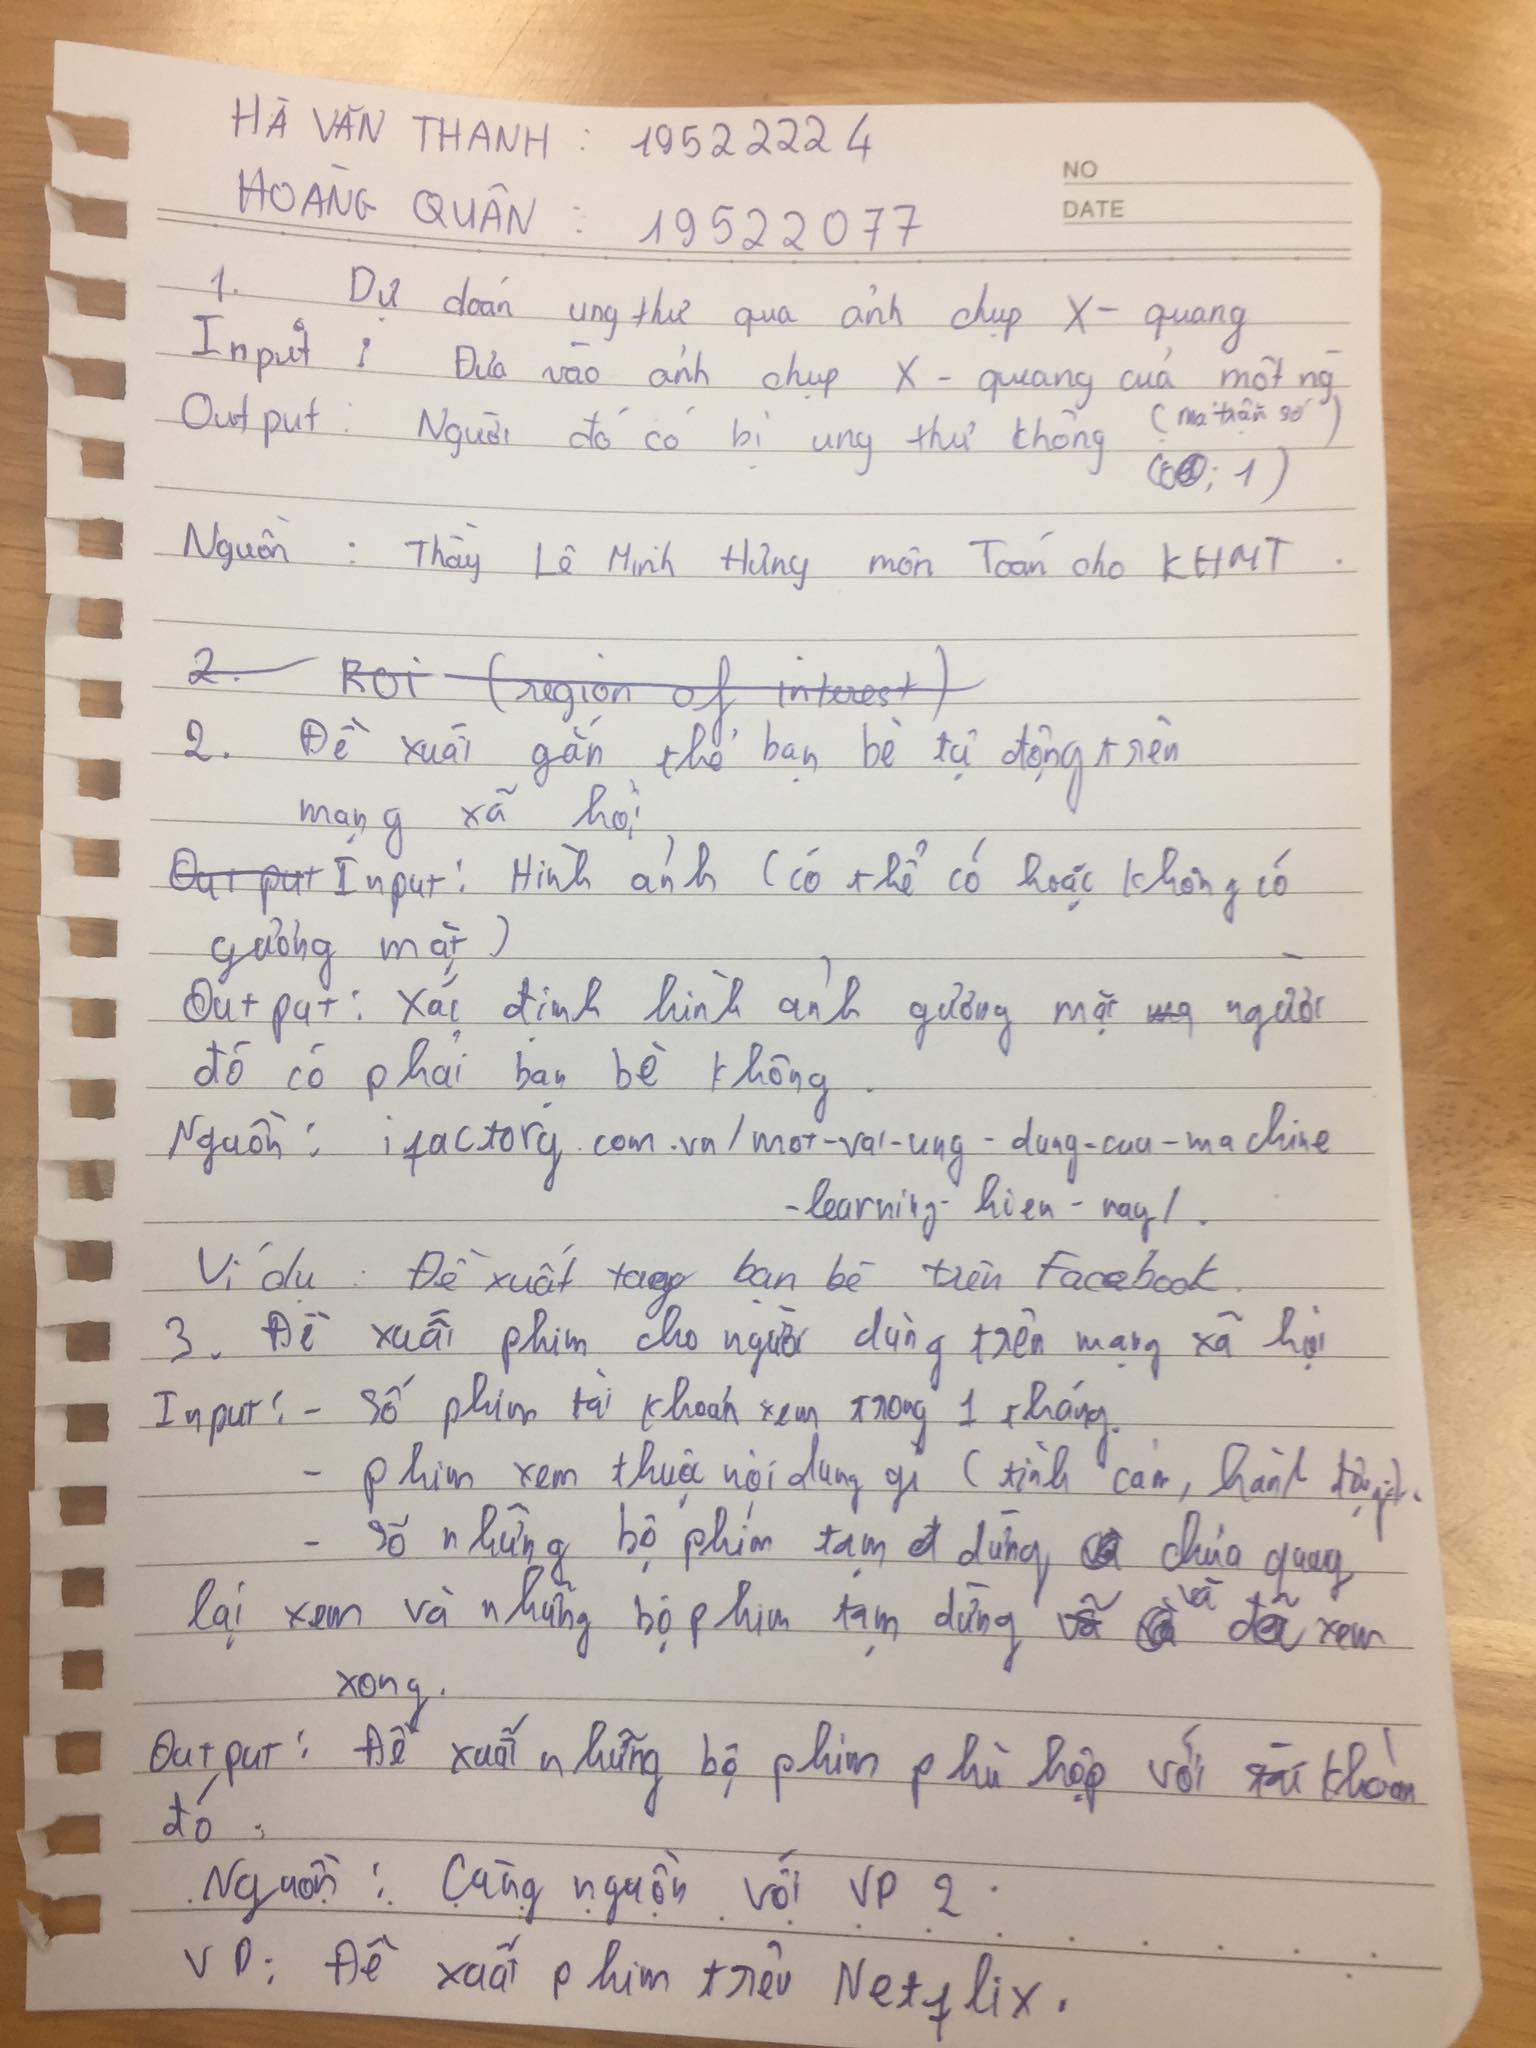 HÀ VĂN THANH : 19522224
HOÀNG QUÂN : 19522077
NO
DATE
1. Dự đoán ung thư qua ảnh chụp X-quang
Input : Đưa vào ảnh chụp X-quang của một ng
(ma trận số)
Output : Người đó có bị ung thư không
(0; 1)
Nguồn : Thầy Lê Minh Hưng môn Toán cho KHMT.
2. ROI (region of interest)
2. Đề xuất gắn thẻ bạn bè tự động trên
mạng xã hội
Output Input : Hình ảnh (có thể có hoặc không có
gương mặt)
Output : Xác định hình ảnh gương mặt người
đó có phải bạn bè không.
Nguồn : ifactory.com.vn/mot-vai-ung-dung-cua-machine
-learning-hien-nay/.
Ví dụ : Đề xuất tag bạn bè trên Facebook.
3. Đề xuất phim cho người dùng trên mạng xã hội
Input : - Số phim tài khoản xem trong 1 tháng.
- phim xem thuộc nội dung gì (tình cảm, hành động,
- Số những bộ phim tạm dừng chưa quay
lại xem và những bộ phim tạm dừng và đã xem
xong.
Output : Đề xuất những bộ phim phù hợp với tài khoản
đó.
Nguồn : Cùng nguồn với VD 2.
VD : Đề xuất phim trên Netflix.